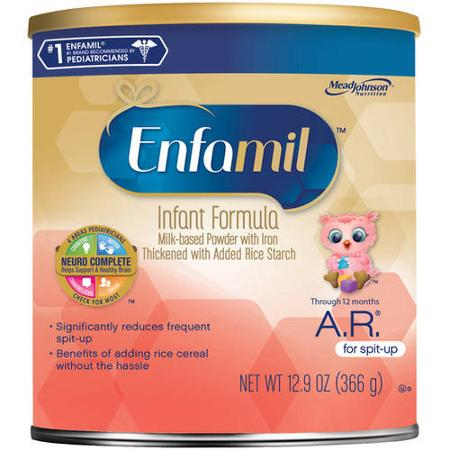 #1 ENFAMIL®
#1 BRAND RECOMMENDED BY
PEDIATRICIANS
MeadJohnson™
Nutrition
Enfamil™
Infant Formula
Milk-based Powder with Iron
Thickened with Added Rice Starch
6 AREAS PEDIATRICIANS
NEURO COMPLETE
Helps Support A Healthy Brain
CHECK FOR MOST
™
Through 12 months
A.R.®
for spit-up
• Significantly reduces frequent
spit-up
• Benefits of adding rice cereal
without the hassle
NET WT 12.9 OZ (366 g)